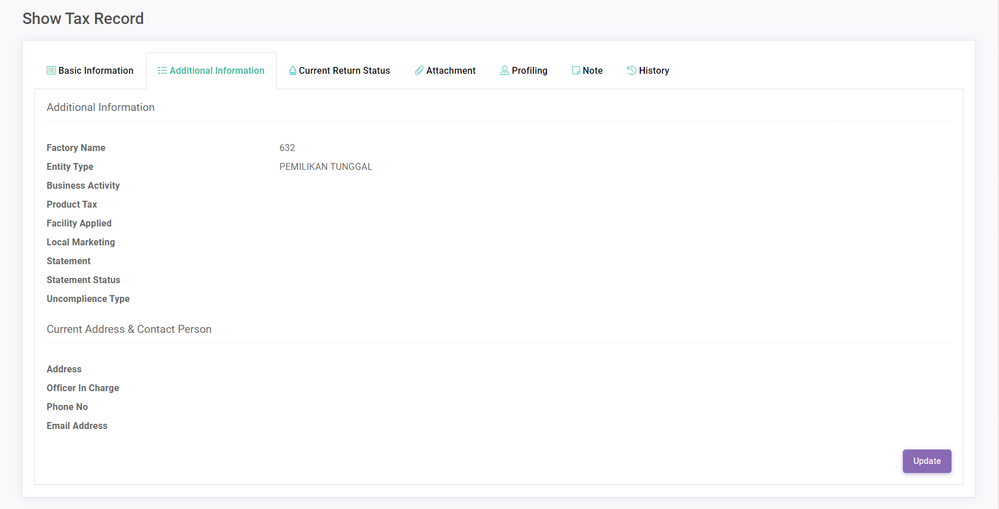 Show Tax Record
Basic Information Additional Information Current Return Status Attachment Profiling Note History
Additional Information
Factory Name 632
Entity Type PEMILIKAN TUNGGAL
Business Activity
Product Tax
Facility Applied
Local Marketing
Statement
Statement Status
Uncomplience Type
Current Address & Contact Person
Address
Officer In Charge
Phone No
Email Address
Update